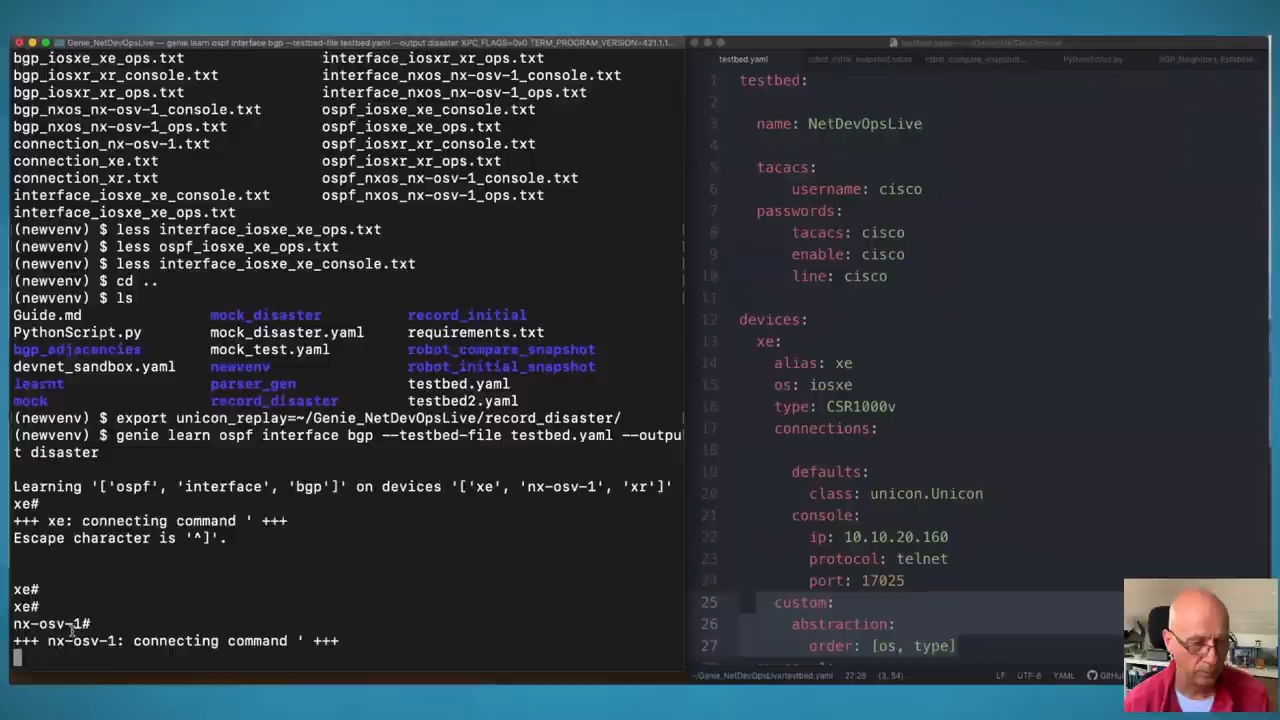 Genie_NetDevOpsLive — genie learn ospf interface bgp --testbed-file testbed.yaml --output disaster XPC_FLAGS=0x0 TERM_PROGRAM_VERSION=421.1.1...
bgp_iosxe_xe_ops.txt interface_iosxr_xr_ops.txt
bgp_iosxr_xr_console.txt interface_nxos_nx-osv-1_console.txt
bgp_iosxr_xr_ops.txt interface_nxos_nx-osv-1_ops.txt
bgp_nxos_nx-osv-1_console.txt ospf_iosxe_xe_console.txt
bgp_nxos_nx-osv-1_ops.txt ospf_iosxe_xe_ops.txt
connection_nx-osv-1.txt ospf_iosxr_xr_console.txt
connection_xe.txt ospf_iosxr_xr_ops.txt
connection_xr.txt ospf_nxos_nx-osv-1_console.txt
interface_iosxe_xe_console.txt ospf_nxos_nx-osv-1_ops.txt
interface_iosxe_xe_ops.txt
(newvenv) $ less interface_iosxe_xe_ops.txt
(newvenv) $ less ospf_iosxe_xe_ops.txt
(newvenv) $ less interface_iosxe_xe_console.txt
(newvenv) $ cd ..
(newvenv) $ ls
Guide.md mock_disaster record_initial
PythonScript.py mock_disaster.yaml requirements.txt
bgp_adjacencies mock_test.yaml robot_compare_snapshot
devnet_sandbox.yaml newvenv robot_initial_snapshot
learnt parser_gen testbed.yaml
mock record_disaster testbed2.yaml
(newvenv) $ export unicon_replay=~/Genie_NetDevOpsLive/record_disaster/
(newvenv) $ genie learn ospf interface bgp --testbed-file testbed.yaml --outpu
t disaster
Learning '['ospf', 'interface', 'bgp']' on devices '['xe', 'nx-osv-1', 'xr']'
xe#
+++ xe: connecting command ' +++
Escape character is '^]'.
xe#
xe#
nx-osv-1#
+++ nx-osv-1: connecting command ' +++
testbed.yaml robot_initial_snapshot.robot robot_compare_snapshot... PythonScript.py BGP_Neighbors_Establish...
1 testbed:
2
3 name: NetDevOpsLive
4
5 tacacs:
6 username: cisco
7 passwords:
8 tacacs: cisco
9 enable: cisco
10 line: cisco
11
12 devices:
13 xe:
14 alias: xe
15 os: iosxe
16 type: CSR1000v
17 connections:
18
19 defaults:
20 class: unicon.Unicon
21 console:
22 ip: 10.10.20.160
23 protocol: telnet
24 port: 17025
25 custom:
26 abstraction:
27 order: [os, type]
~/Genie_NetDevOpsLive/testbed.yaml 27:26 (3, 54) LF UTF-8 YAML GitHu